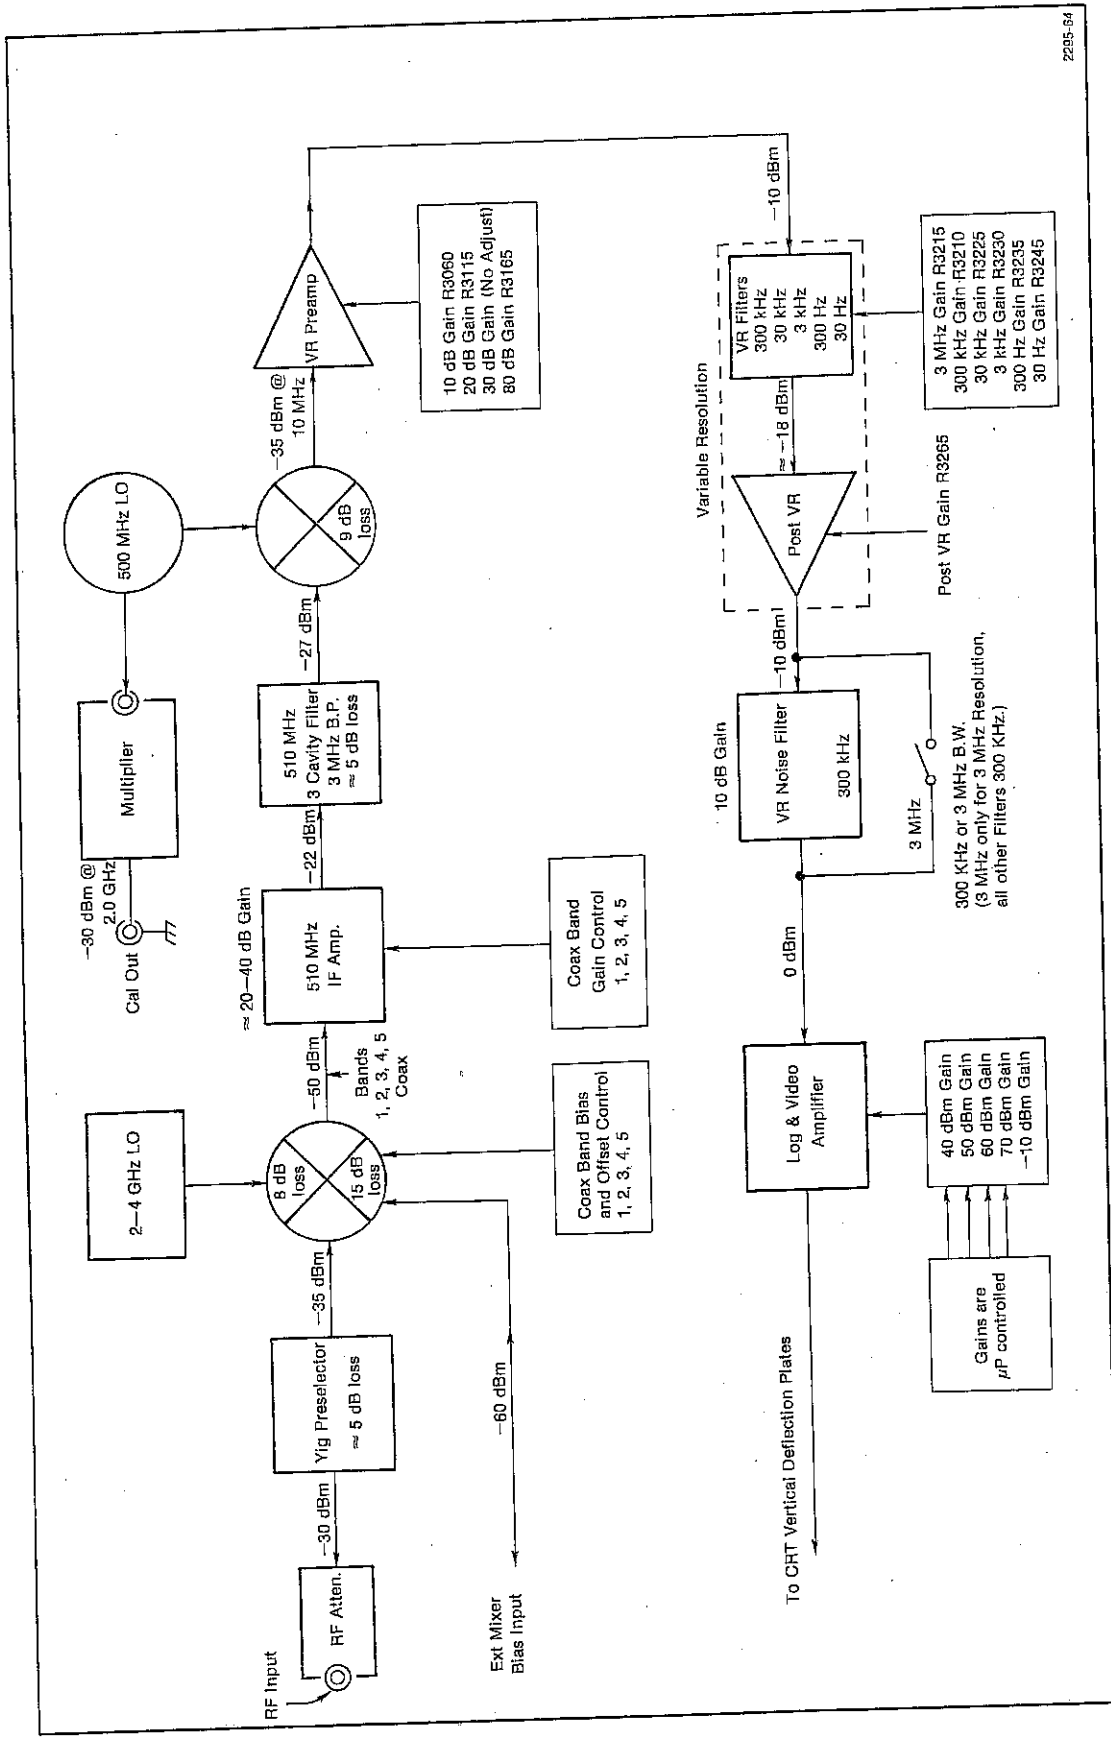 RF Input
RF Atten.
−30 dBm
Yig Preselector
≈ 5 dB loss
−35 dBm
2−4 GHz LO
8 dB
loss
15 dB
loss
Ext Mixer
Bias Input
−60 dBm
Coax Band Bias
and Offset Control
1, 2, 3, 4, 5
−50 dBm
Bands
1, 2, 3, 4, 5
Coax
≈ 20−40 dB Gain
510 MHz
IF Amp.
Coax Band
Gain Control
1, 2, 3, 4, 5
−22 dBm
510 MHz
3 Cavity Filter
3 MHz B.P.
≈ 5 dB loss
−27 dBm
Cal Out
−30 dBm @
2.0 GHz
Multiplier
500 MHz LO
9 dB
loss
−35 dBm @
10 MHz
VR Preamp
10 dB Gain R3060
20 dB Gain R3115
30 dB Gain (No Adjust)
80 dB Gain R3165
−10 dBm
Variable Resolution
VR Filters
300 kHz
30 kHz
3 kHz
300 Hz
30 Hz
3 MHz Gain R3215
300 kHz Gain R3210
30 kHz Gain R3225
3 kHz Gain R3230
300 Hz Gain R3235
30 Hz Gain R3245
≈ −18 dBm
Post VR
Post VR Gain R3265
−10 dBm
10 dB Gain
VR Noise Filter
300 kHz
3 MHz
300 KHz or 3 MHz B.W.
(3 MHz only for 3 MHz Resolution,
all other Filters 300 KHz.)
0 dBm
Log & Video
Amplifier
40 dBm Gain
50 dBm Gain
60 dBm Gain
70 dBm Gain
−10 dBm Gain
Gains are
µP controlled
To CRT Vertical Deflection Plates
2295-64